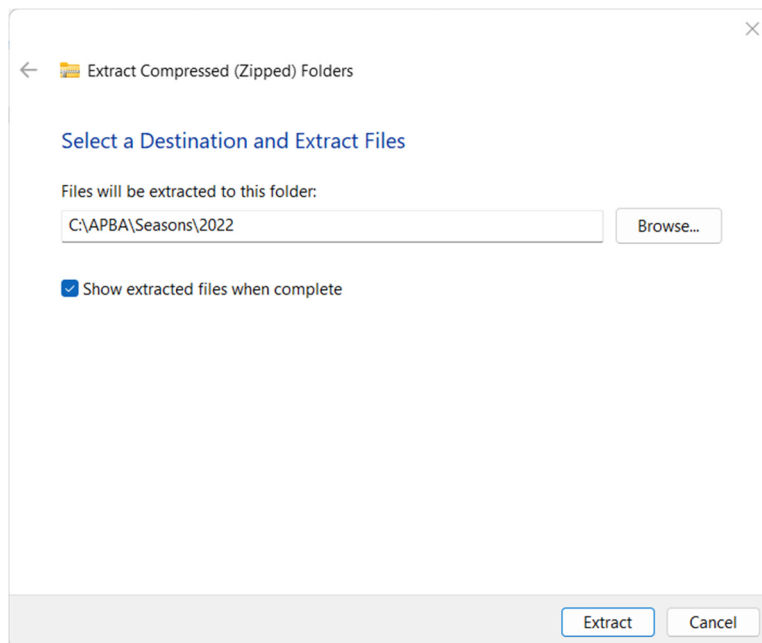 Extract Compressed (Zipped) Folders
Select a Destination and Extract Files
Files will be extracted to this folder:
C:\APBA\Seasons\2022
Browse...
Show extracted files when complete
Extract
Cancel